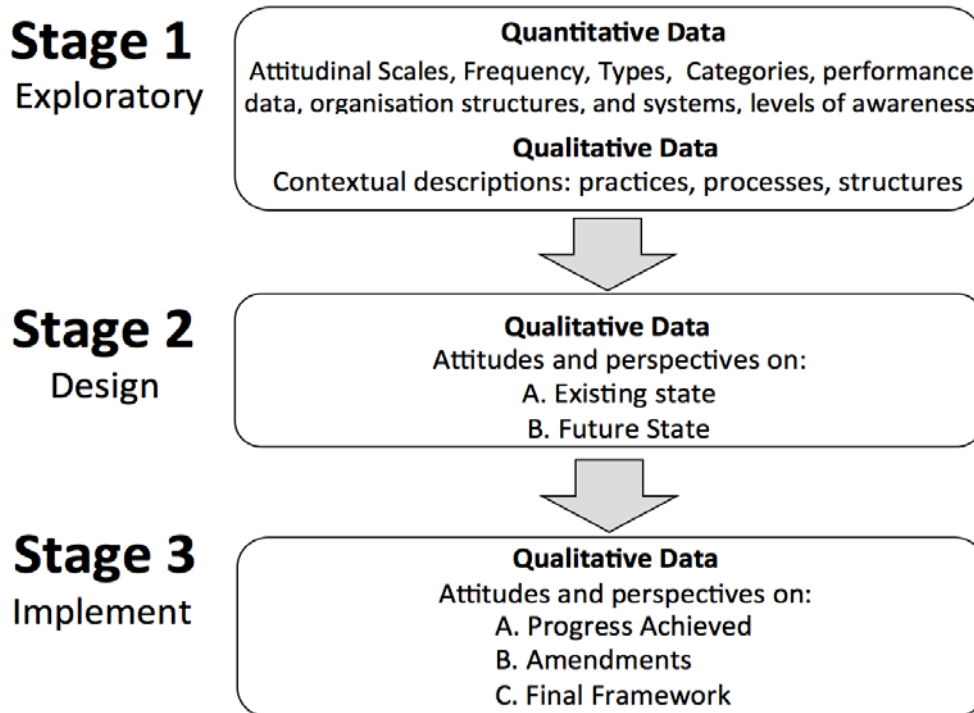 Stage 1
Exploratory
Quantitative Data
Attitudinal Scales, Frequency, Types, Categories, performance
data, organisation structures, and systems, levels of awareness
Qualitative Data
Contextual descriptions: practices, processes, structures
Stage 2
Design
Qualitative Data
Attitudes and perspectives on:
A. Existing state
B. Future State
Stage 3
Implement
Qualitative Data
Attitudes and perspectives on:
A. Progress Achieved
B. Amendments
C. Final Framework